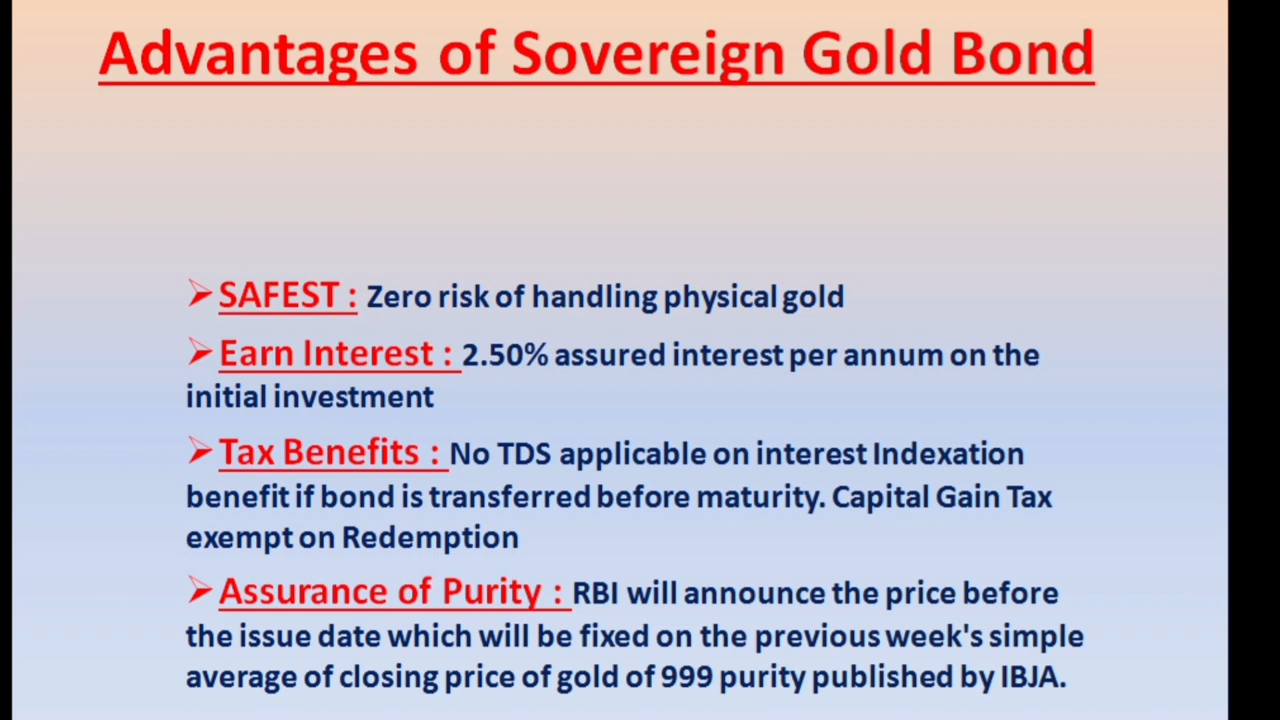 Advantages of Sovereign Gold Bond
➢SAFEST : Zero risk of handling physical gold
➢Earn Interest : 2.50% assured interest per annum on the
initial investment
➢Tax Benefits : No TDS applicable on interest Indexation
benefit if bond is transferred before maturity. Capital Gain Tax
exempt on Redemption
➢Assurance of Purity : RBI will announce the price before
the issue date which will be fixed on the previous week's simple
average of closing price of gold of 999 purity published by IBJA.